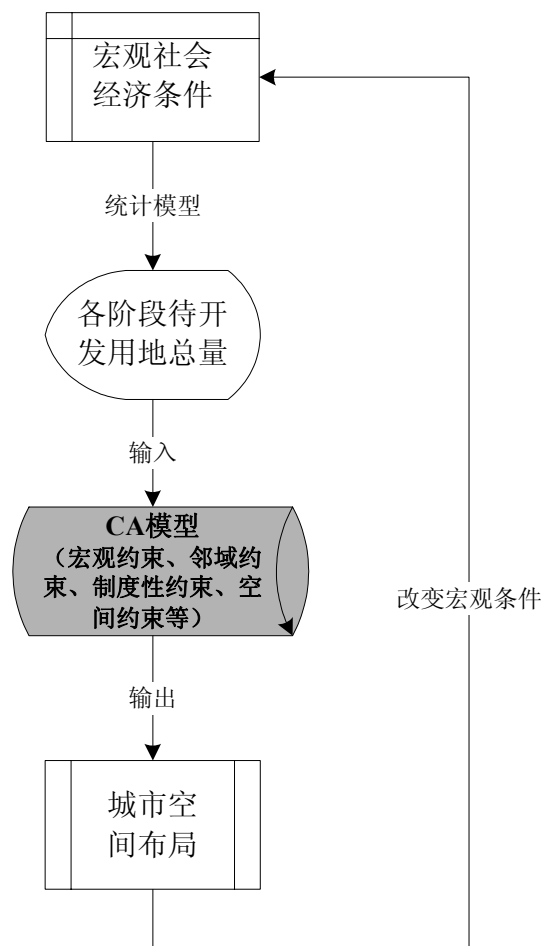 宏观社会
经济条件
统计模型
各阶段待开
发用地总量
输入
CA模型
（宏观约束、邻域约
束、制度性约束、空
间约束等）
改变宏观条件
输出
城市空
间布局